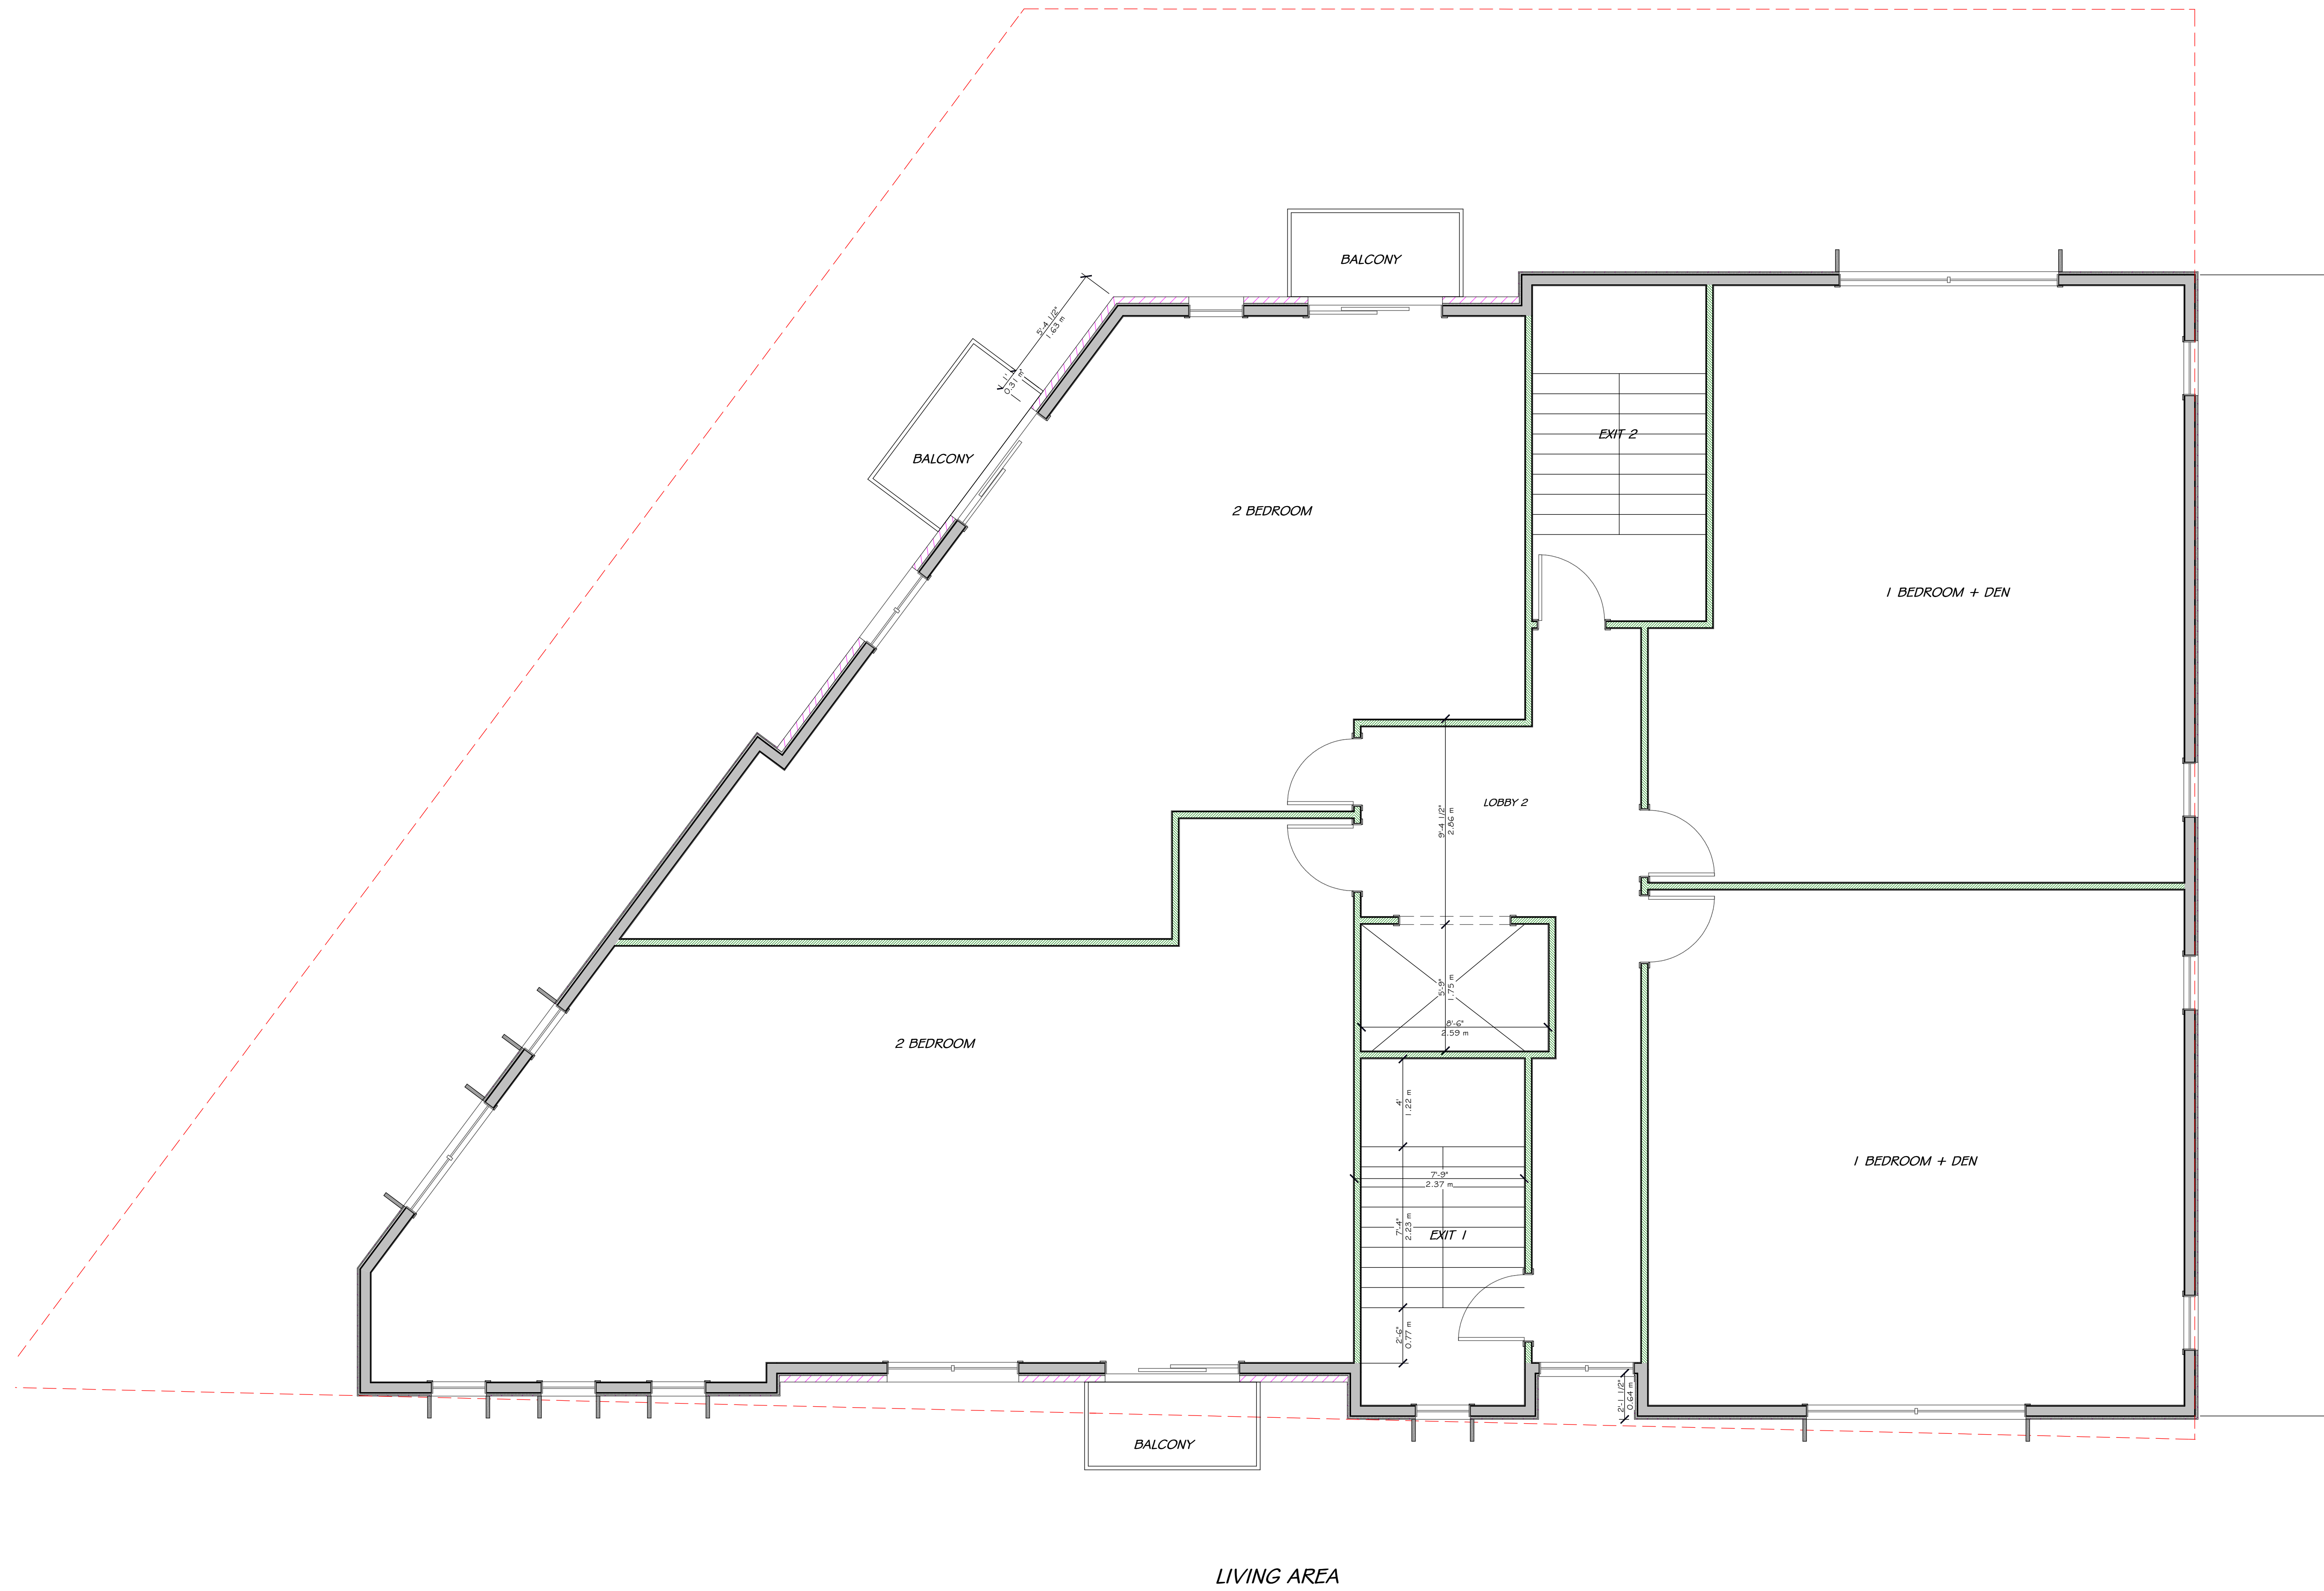 BALCONY
5'-4 1/2"
1.63 m
1'
0.31 m
EXIT 2
BALCONY
2 BEDROOM
1 BEDROOM + DEN
LOBBY 2
9'-4 1/2"
2.86 m
5'-9"
1.75 m
8'-6"
2.59 m
2 BEDROOM
4'
1.22 m
1 BEDROOM + DEN
7'-9"
2.37 m
7'-4"
2.23 m
EXIT 1
2'-6"
0.77 m
2'-1 1/2"
0.64 m
BALCONY
LIVING AREA